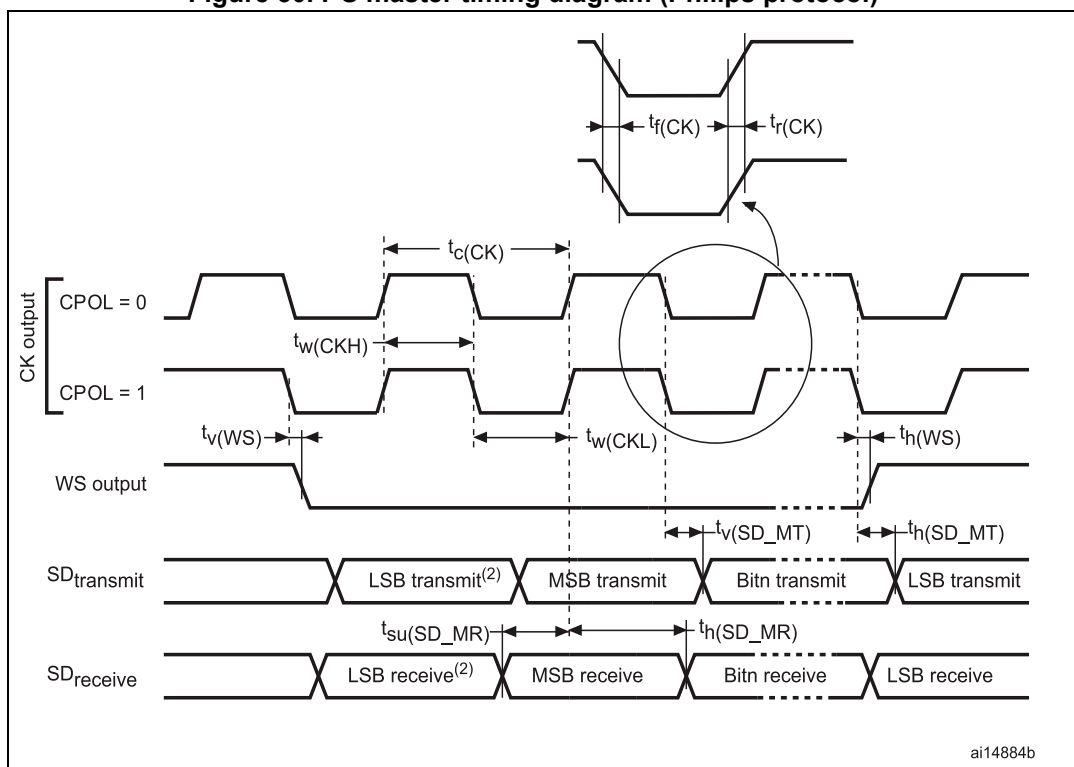 tf(CK) tr(CK)
tc(CK)
CK output
CPOL = 0
tw(CKH)
CPOL = 1
tv(WS) tw(CKL) th(WS)
WS output
tv(SD_MT) th(SD_MT)
SDtransmit LSB transmit(2) MSB transmit Bitn transmit LSB transmit
tsu(SD_MR) th(SD_MR)
SDreceive LSB receive(2) MSB receive Bitn receive LSB receive
ai14884b